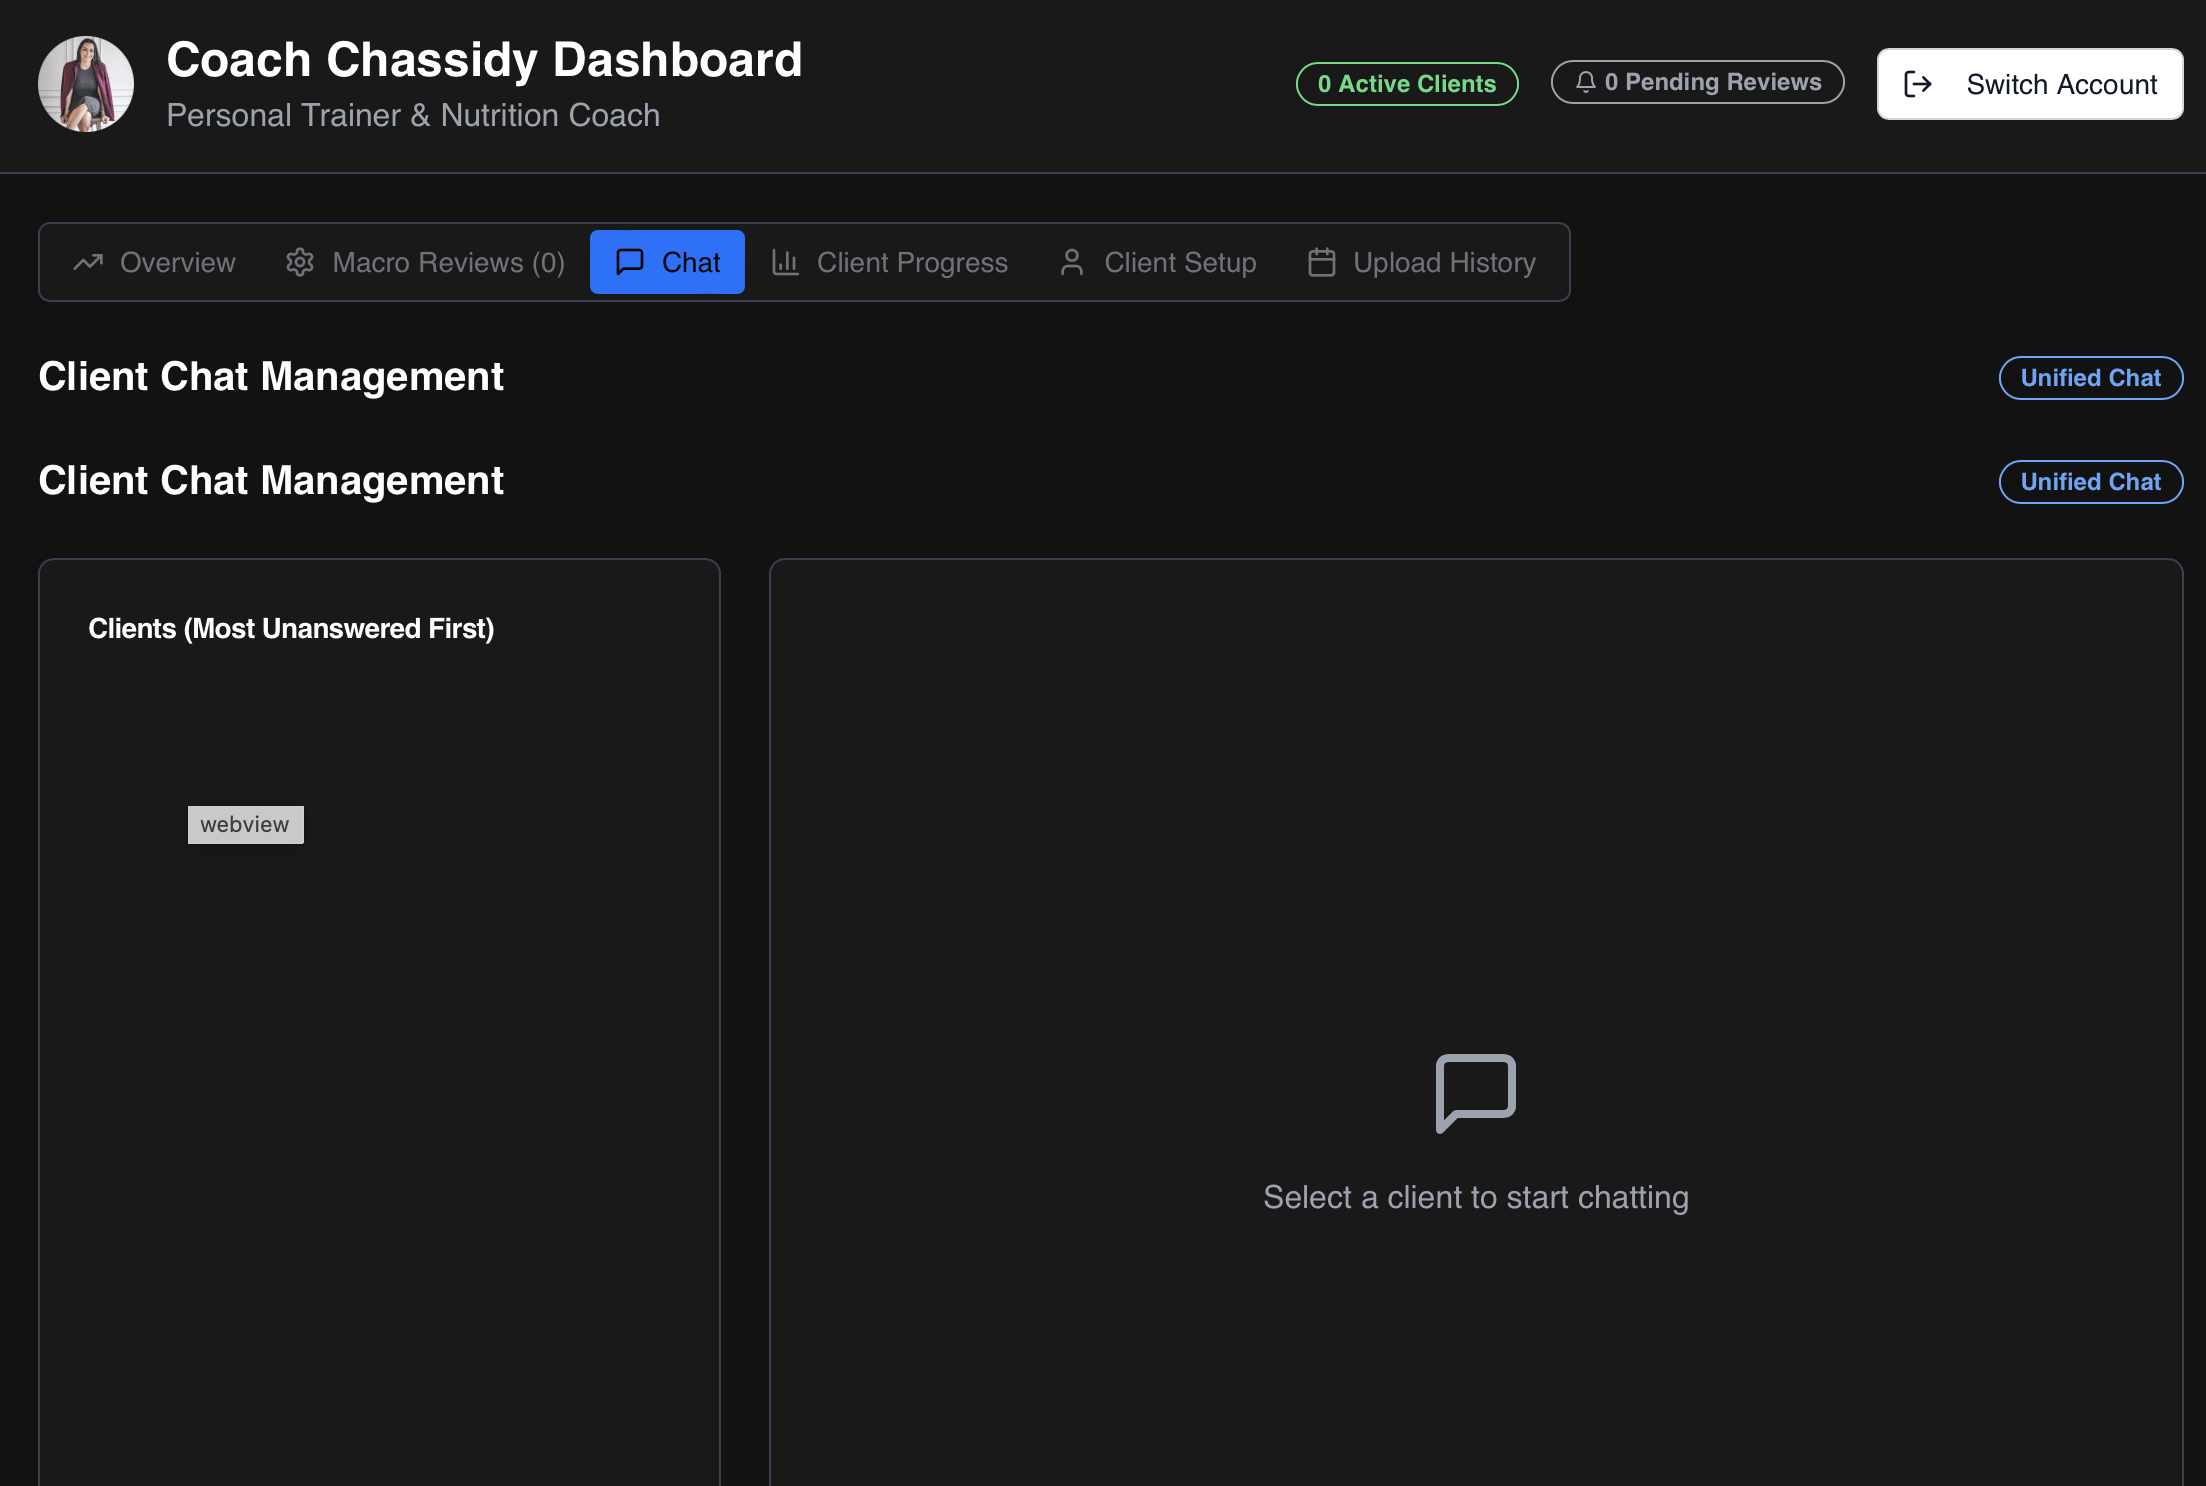 Coach Chassidy Dashboard
Personal Trainer & Nutrition Coach
0 Active Clients
0 Pending Reviews
Switch Account
Overview
Macro Reviews (0)
Chat
Client Progress
Client Setup
Upload History
Client Chat Management
Unified Chat
Client Chat Management
Unified Chat
Clients (Most Unanswered First)
webview
Select a client to start chatting